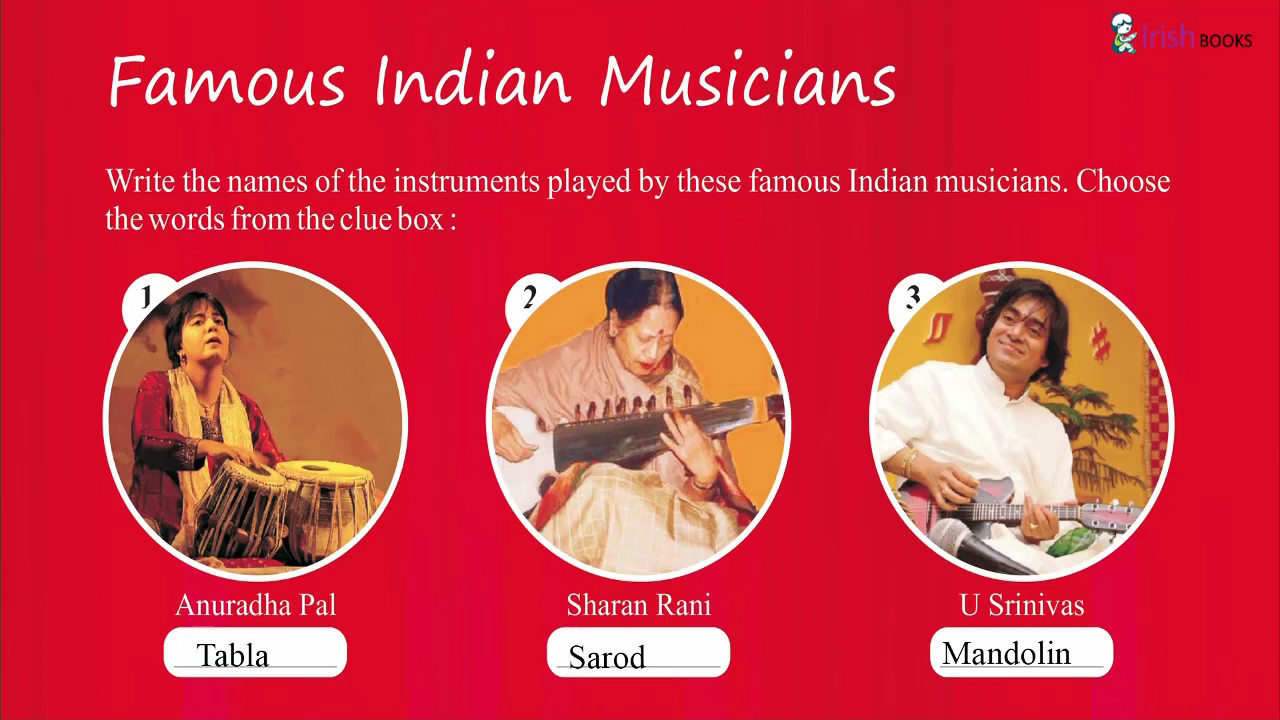 Irish BOOKS
Famous Indian Musicians
Write the names of the instruments played by these famous Indian musicians. Choose
the words from the clue box :
1
2
3
Anuradha Pal
Sharan Rani
U Srinivas
Tabla
Sarod
Mandolin